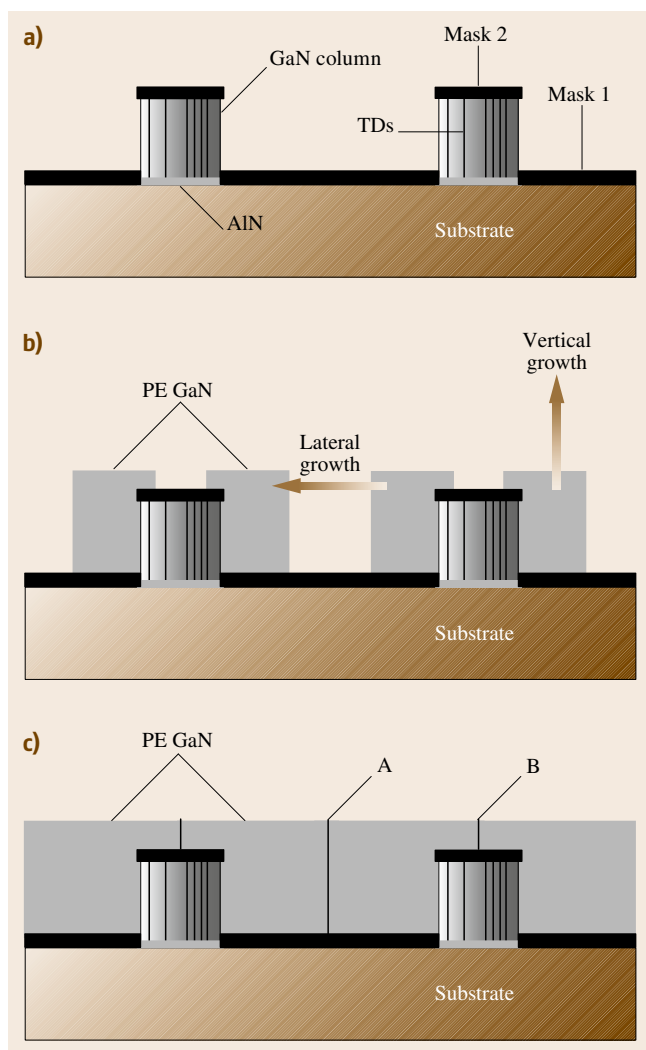 a)
Mask 2
GaN column
Mask 1
TDs
AlN
Substrate
b)
Vertical
growth
PE GaN
Lateral
growth
Substrate
c)
PE GaN
A
B
Substrate